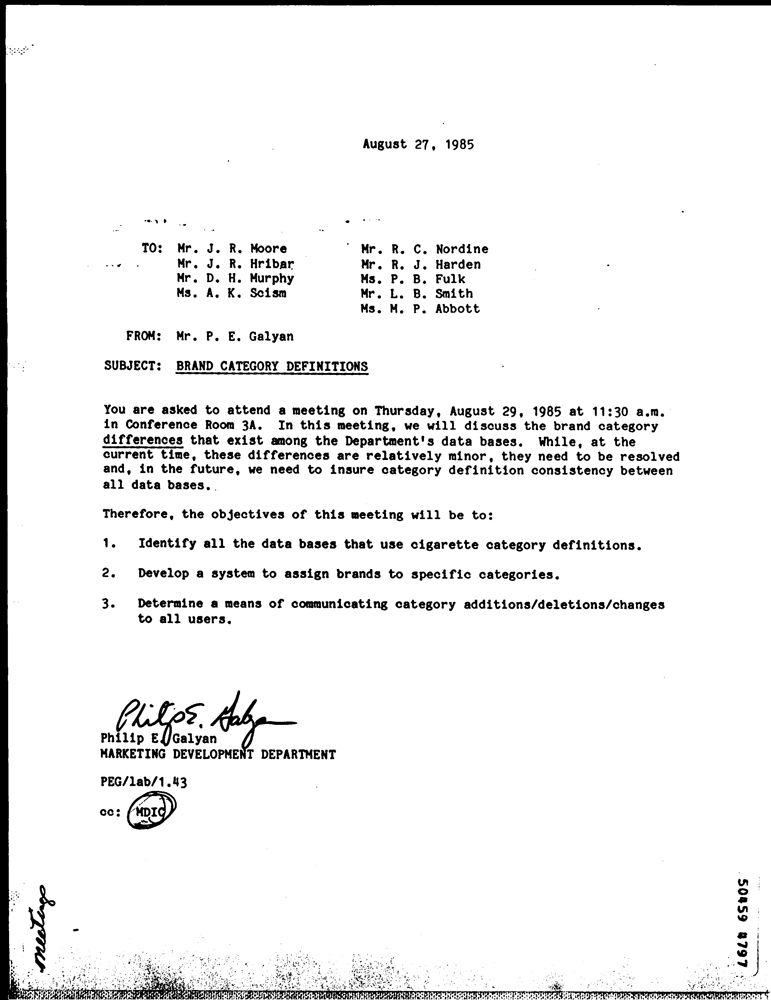 August 27, 1985
TO: Mr. J. R. Moore Mr. R. C. Nordine
Mr. J. R. Hribar Mr. R. J. Harden
Mr. D. H. Murphy Ms. P. B. Fulk
Ms. A. K. Scism Mr. L. B. Smith
Ms. M. P. Abbott
FROM: Mr. P. E. Galyan
SUBJECT: BRAND CATEGORY DEFINITIONS
You are asked to attend a meeting on Thursday, August 29, 1985 at 11:30 a.m.
in Conference Room 3A. In this meeting, we will discuss the brand category
differences that exist among the Department's data bases. While, at the
current time, these differences are relatively minor, they need to be resolved
and, in the future, we need to insure category definition consistency between
all data bases.
Therefore, the objectives of this meeting will be to:
1. Identify all the data bases that use cigarette category definitions.
2. Develop a system to assign brands to specific categories.
3. Determine a means of communicating category additions/deletions/changes
to all users.
Philip E. Galyan
Philip E. Galyan
MARKETING DEVELOPMENT DEPARTMENT
PEG/lab/1.43
cc: MDIC
meetings
50459 4797